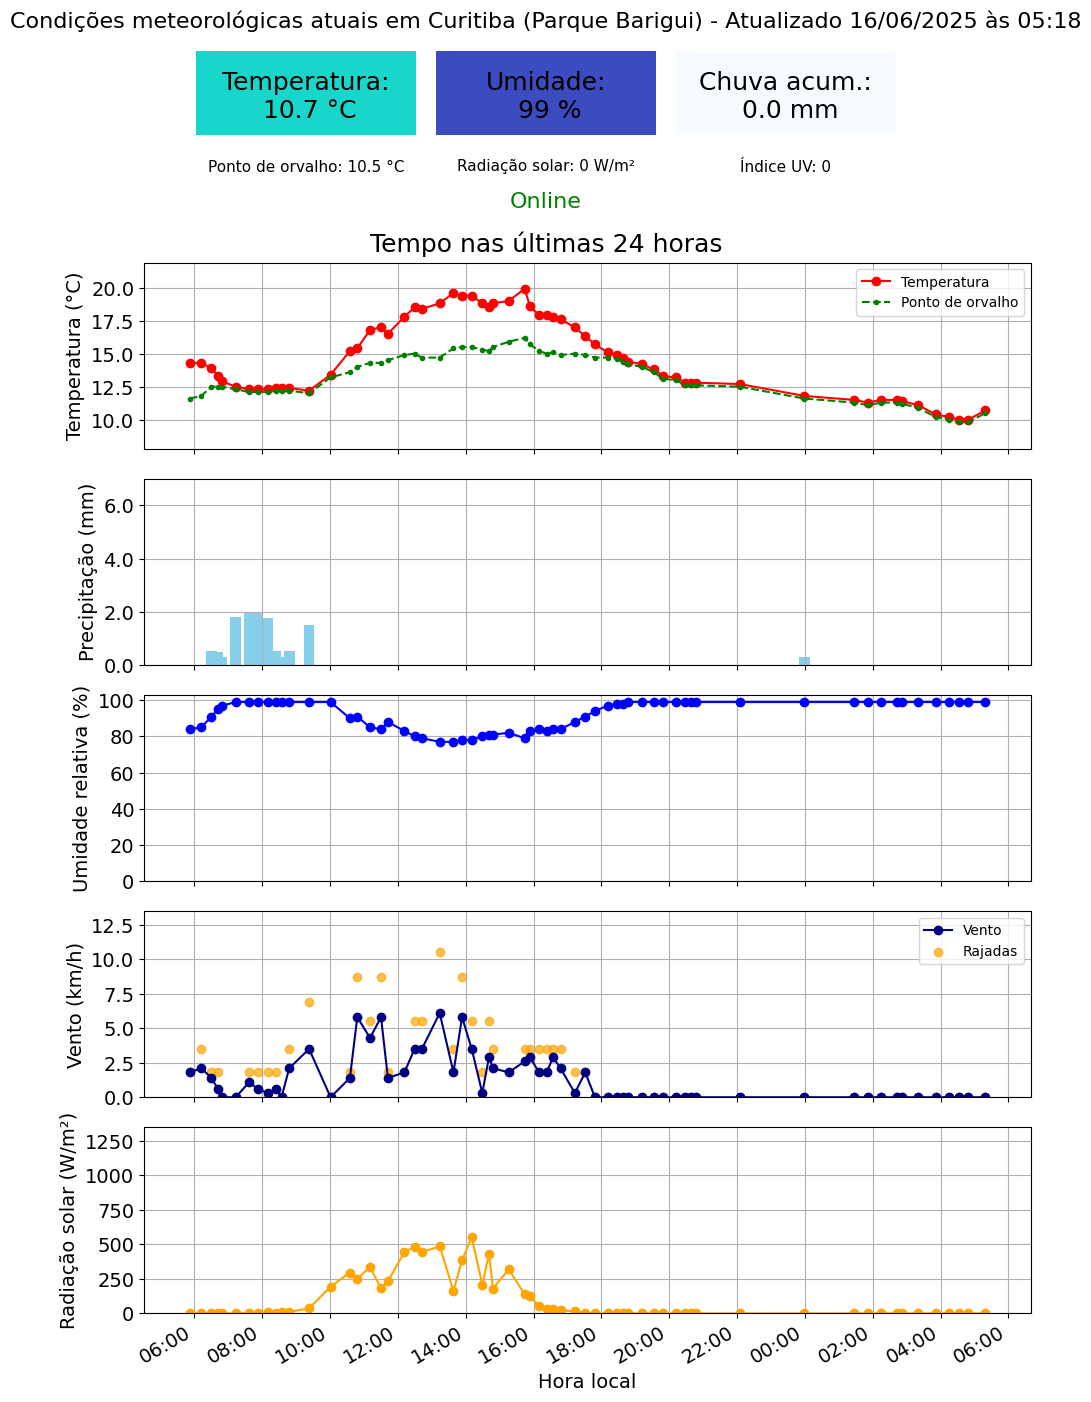 Condições meteorológicas atuais em Curitiba (Parque Barigui) - Atualizado 16/06/2025 às 05:18
Temperatura:
10.7 °C
Umidade:
99 %
Chuva acum.:
0.0 mm
Ponto de orvalho: 10.5 °C
Radiação solar: 0 W/m²
Índice UV: 0
Online
Tempo nas últimas 24 horas
Temperatura (°C)
20.0
17.5
15.0
12.5
10.0
Temperatura
Ponto de orvalho
Precipitação (mm)
6.0
4.0
2.0
0.0
Umidade relativa (%)
100
80
60
40
20
0
Vento (km/h)
12.5
10.0
7.5
5.0
2.5
0.0
Vento
Rajadas
Radiação solar (W/m²)
1250
1000
750
500
250
0
06:00 08:00 10:00 12:00 14:00 16:00 18:00 20:00 22:00 00:00 02:00 04:00 06:00
Hora local